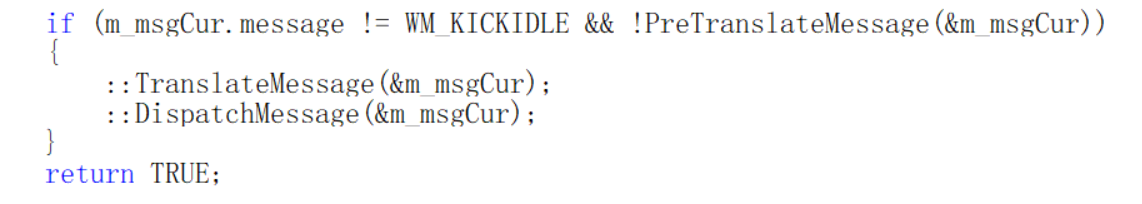 if (m_msgCur.message != WM_KICKIDLE && !PreTranslateMessage(&m_msgCur))
{
    ::TranslateMessage(&m_msgCur);
    ::DispatchMessage(&m_msgCur);
}
return TRUE;